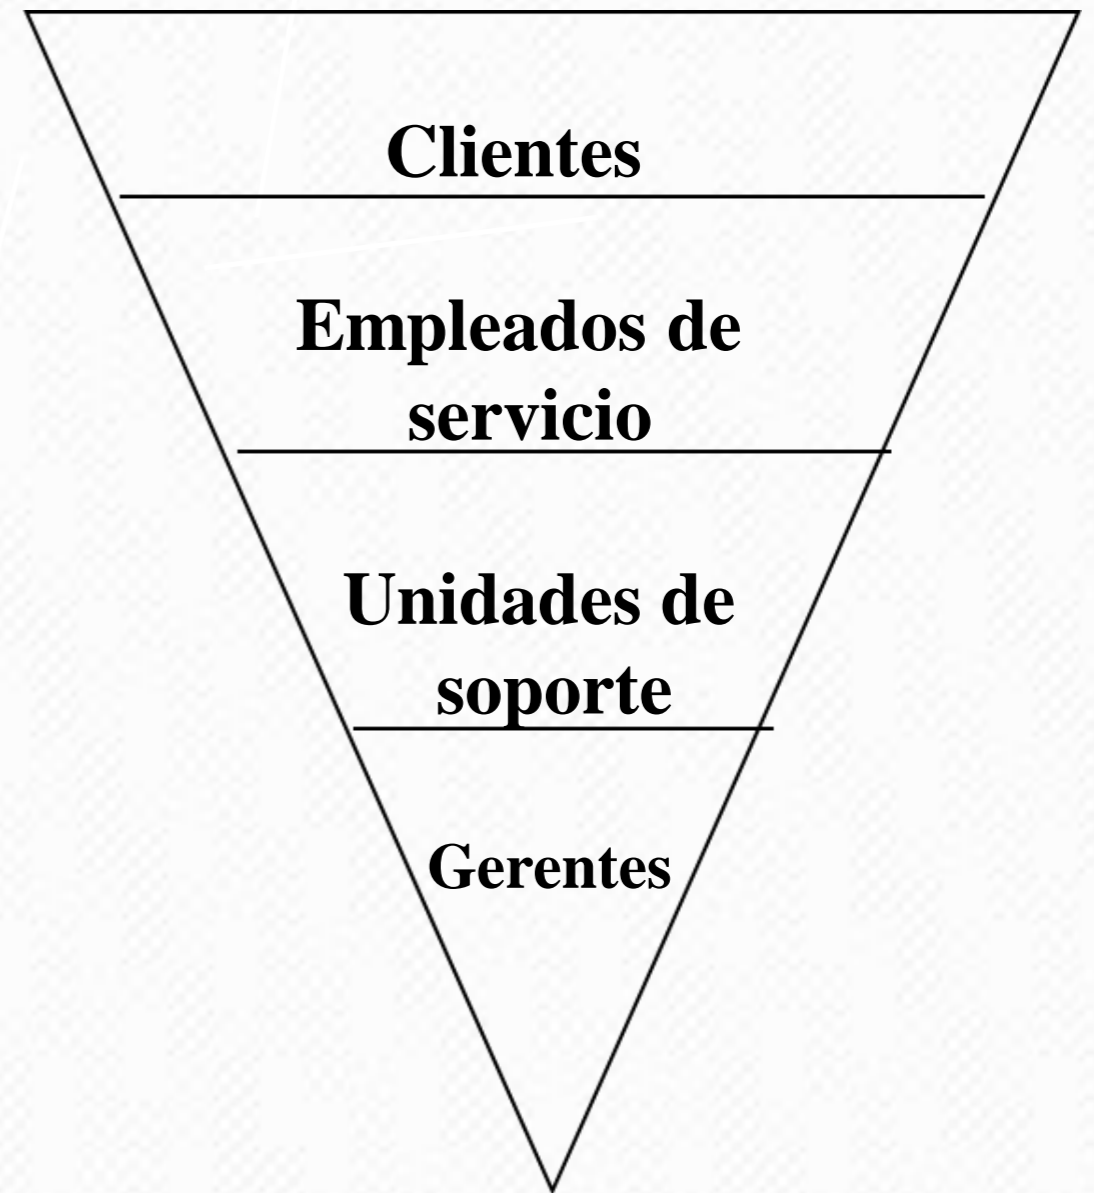 Clientes
Empleados de
servicio
Unidades de
soporte
Gerentes